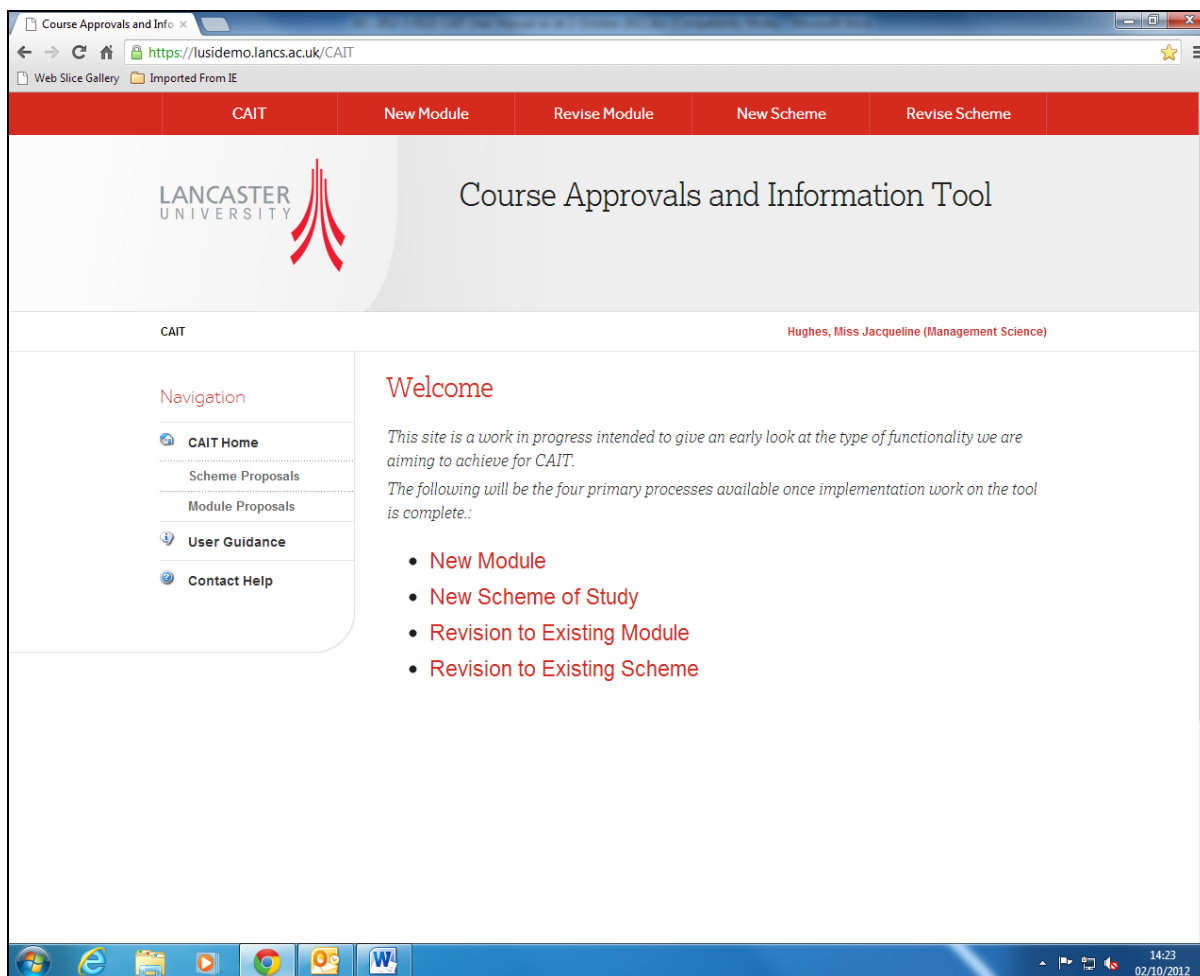 Course Approvals and Info
https://lusidemo.lancs.ac.uk/CAIT
Web Slice Gallery Imported From IE
CAIT New Module Revise Module New Scheme Revise Scheme
LANCASTER
UNIVERSITY
Course Approvals and Information Tool
CAIT Hughes, Miss Jacqueline (Management Science)
Navigation
CAIT Home
Scheme Proposals
Module Proposals
User Guidance
Contact Help
Welcome
This site is a work in progress intended to give an early look at the type of functionality we are
aiming to achieve for CAIT.
The following will be the four primary processes available once implementation work on the tool
is complete.:
• New Module
• New Scheme of Study
• Revision to Existing Module
• Revision to Existing Scheme
14:23
02/10/2012